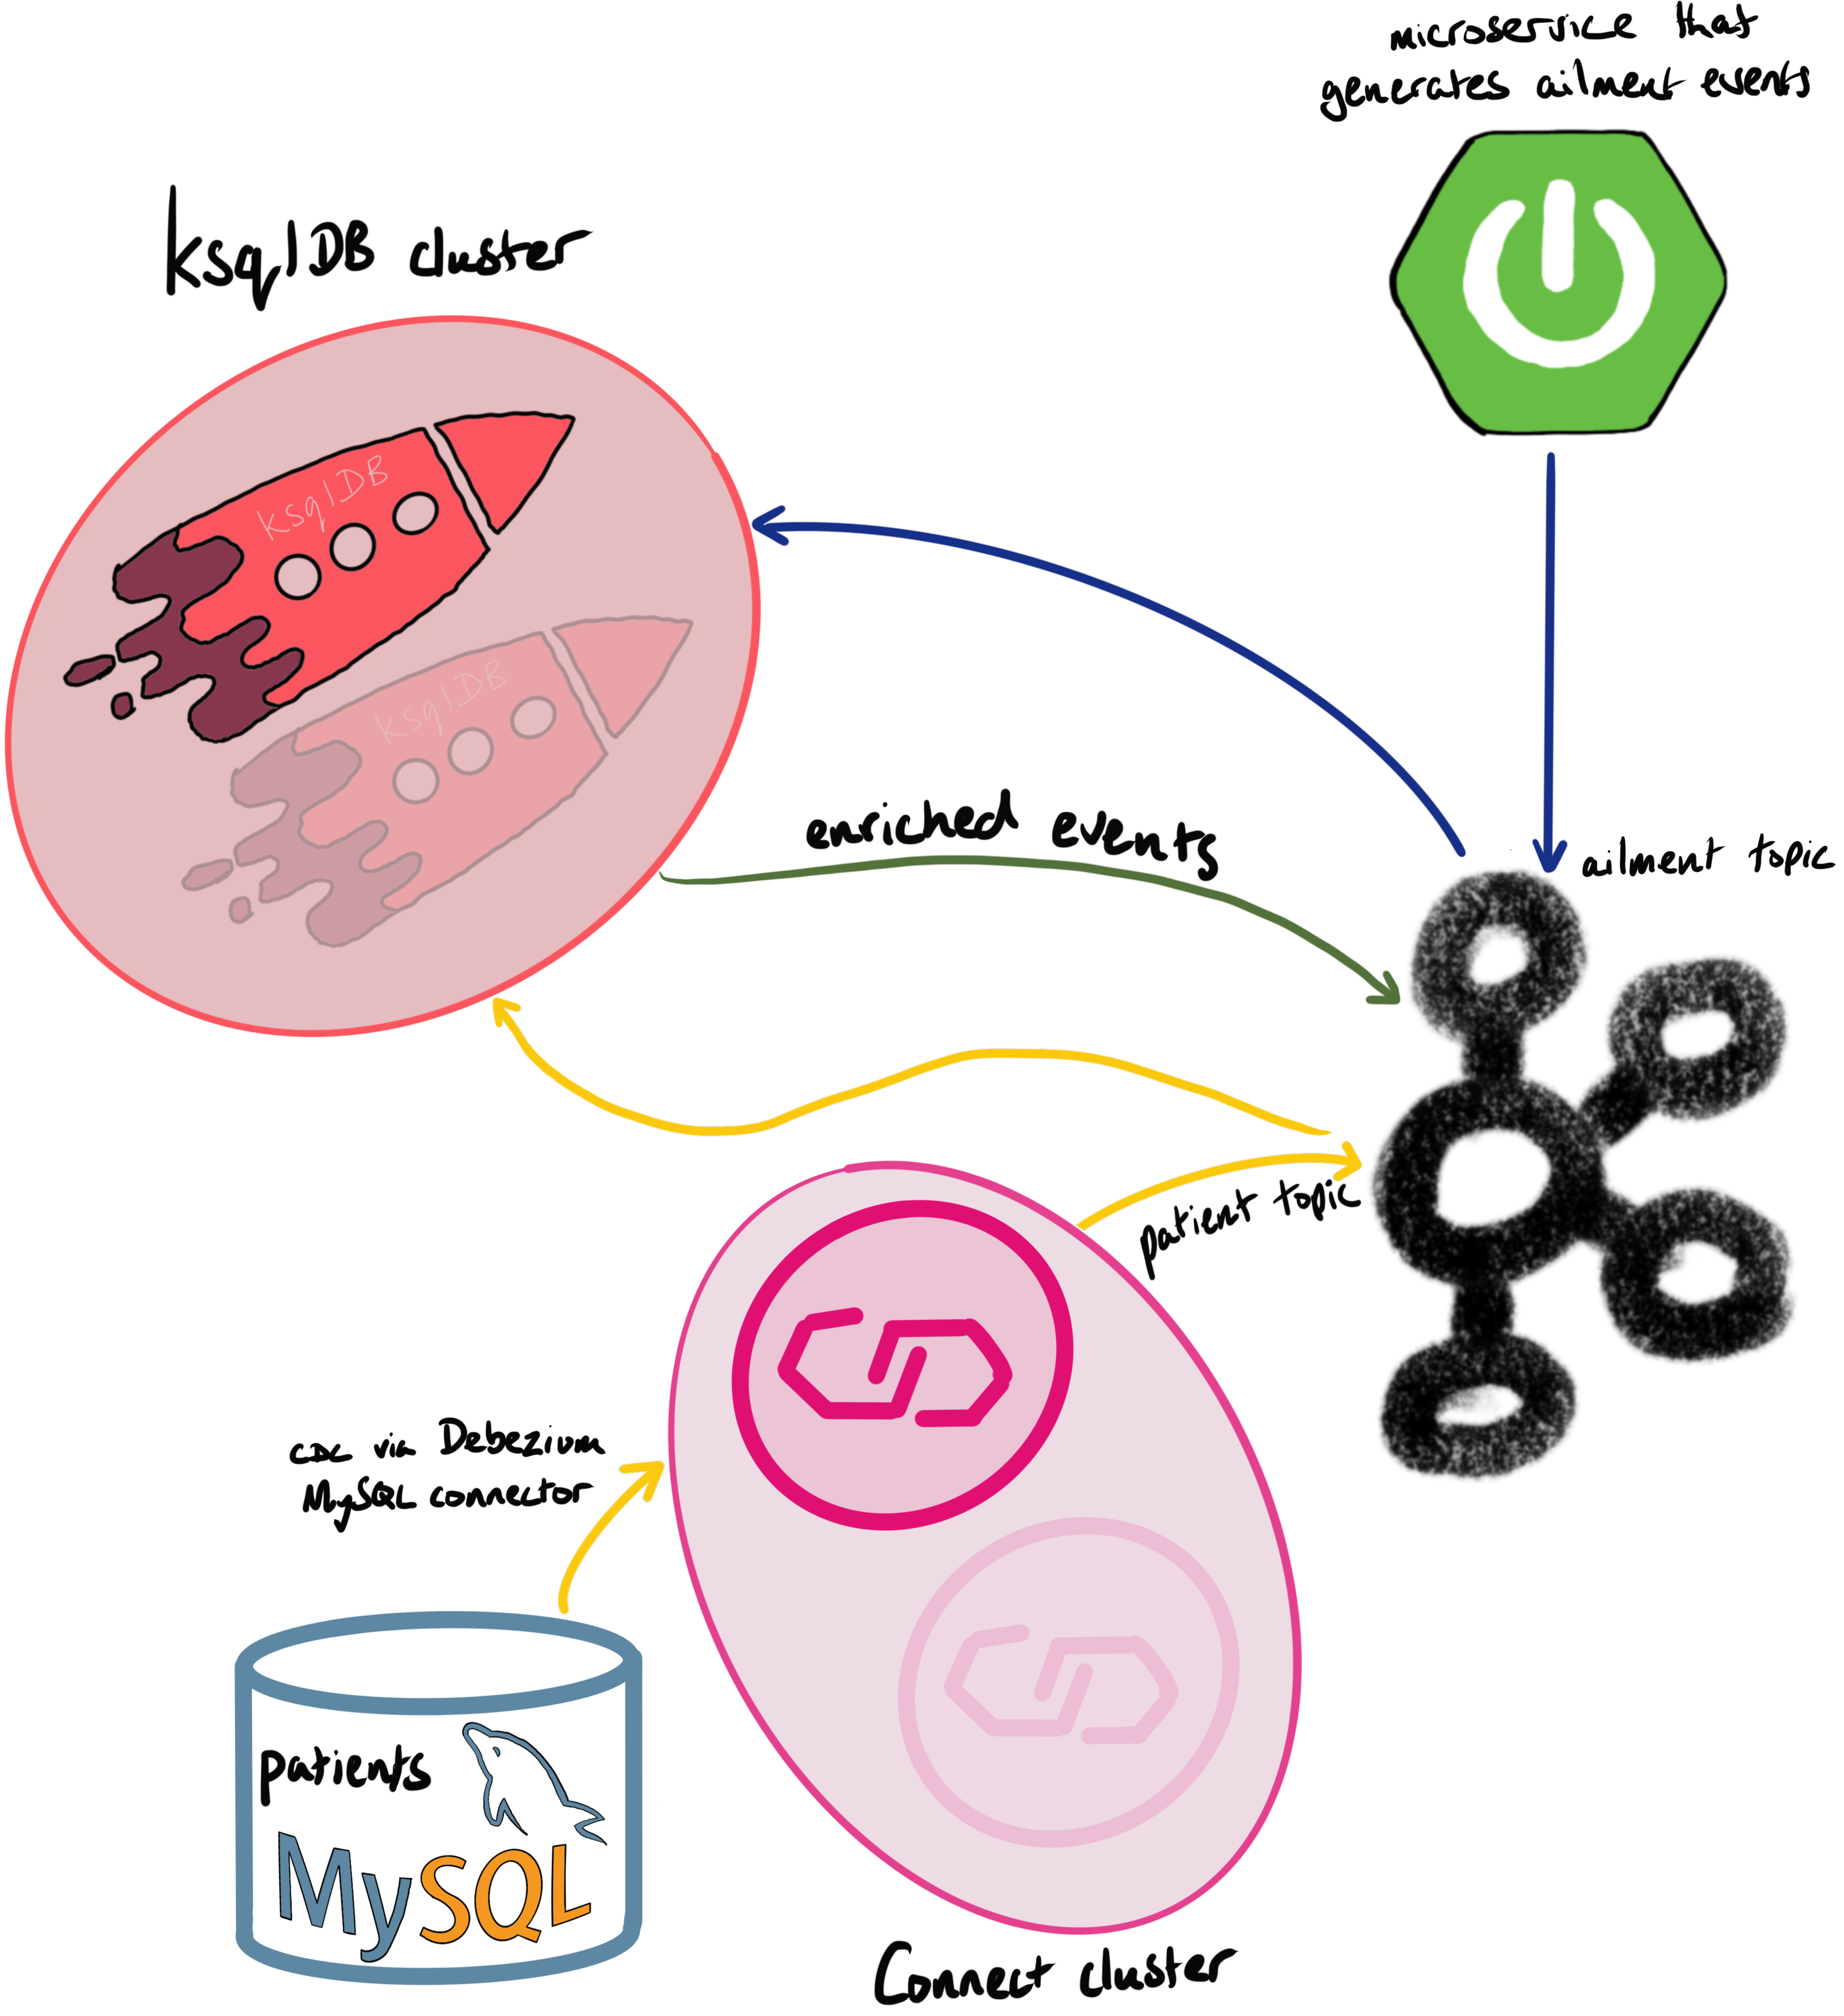 microservice that
generates ailment events
ksqlDB cluster
ksqlDB
ksqlDB
enriched events
ailment topic
patient topic
CDC via Debezium
MySQL connector
patients
MySQL
Connect cluster